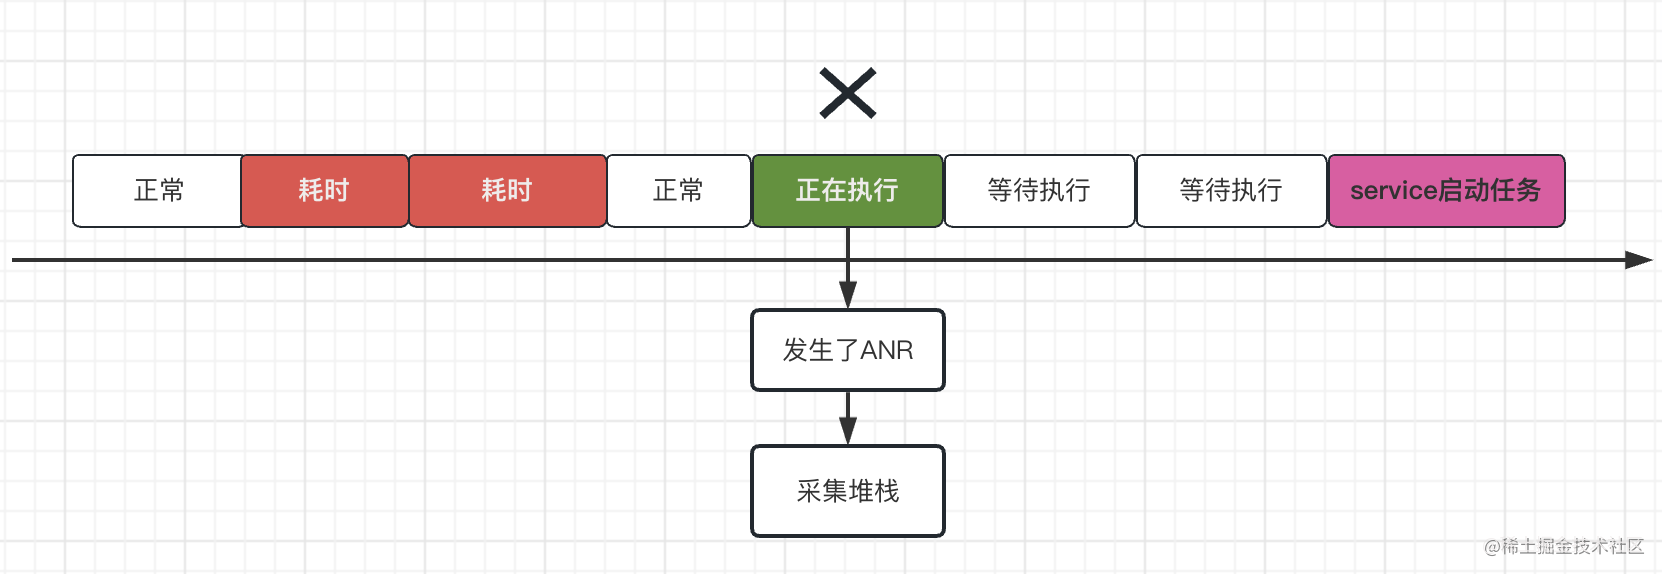 正常
耗时
耗时
正常
正在执行
等待执行
等待执行
service启动任务
发生了ANR
采集堆栈
@稀土掘金技术社区